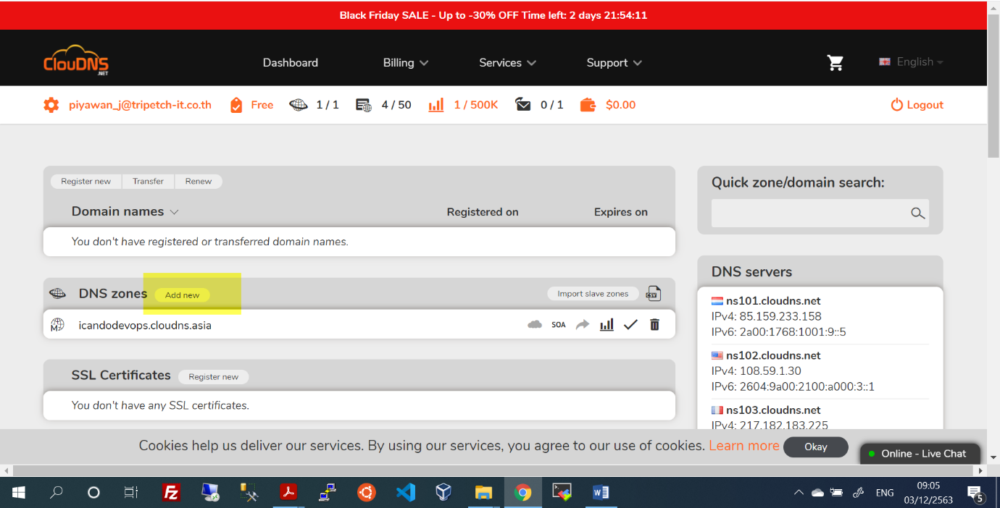 Black Friday SALE - Up to -30% OFF Time left: 2 days 21:54:11
ClouDNS
.NET
Dashboard
Billing
Services
Support
English
piyawan_j@tripetch-it.co.th
Free
1 / 1
4 / 50
1 / 500K
0 / 1
$0.00
Logout
Register new
Transfer
Renew
Domain names
Registered on
Expires on
You don't have registered or transferred domain names.
Quick zone/domain search:
DNS zones
Add new
Import slave zones
CSV
M
icandodevops.cloudns.asia
SOA
SSL Certificates
Register new
You don't have any SSL certificates.
DNS servers
ns101.cloudns.net
IPv4: 85.159.233.158
IPv6: 2a00:1768:1001:9::5
ns102.cloudns.net
IPv4: 108.59.1.30
IPv6: 2604:9a00:2100:a000:3::1
ns103.cloudns.net
IPv4: 217.182.183.225
Cookies help us deliver our services. By using our services, you agree to our use of cookies. Learn more
Okay
Online - Live Chat
ENG
09:05
03/12/2563
5